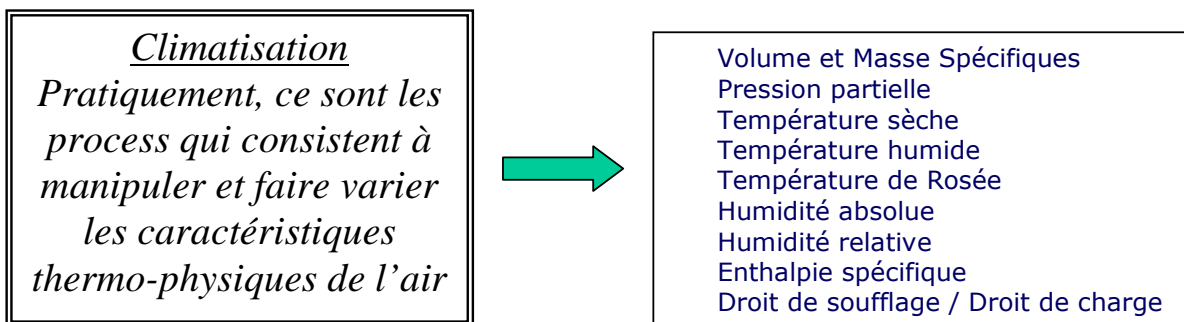 Climatisation
Pratiquement, ce sont les
process qui consistent à
manipuler et faire varier
les caractéristiques
thermo-physiques de l’air
Volume et Masse Spécifiques
Pression partielle
Température sèche
Température humide
Température de Rosée
Humidité absolue
Humidité relative
Enthalpie spécifique
Droit de soufflage / Droit de charge